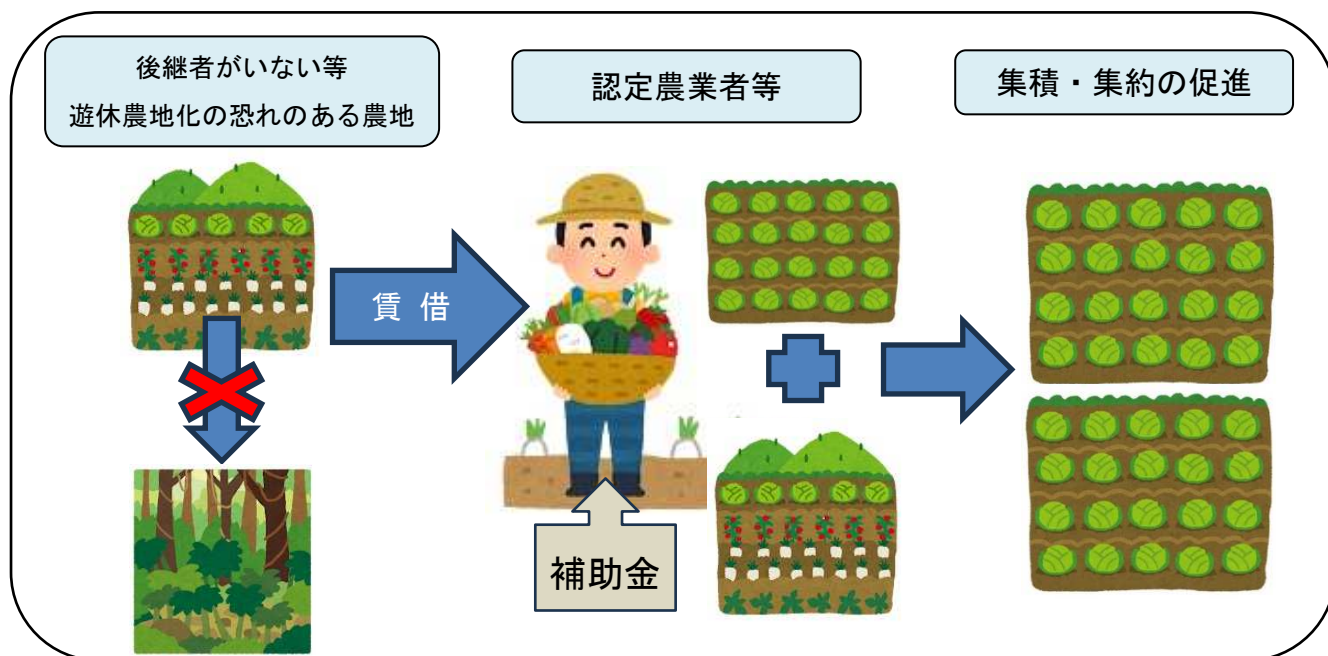 後継者がいない等
遊休農地化の恐れのある農地
認定農業者等
集積・集約の促進
賃 借
補助金